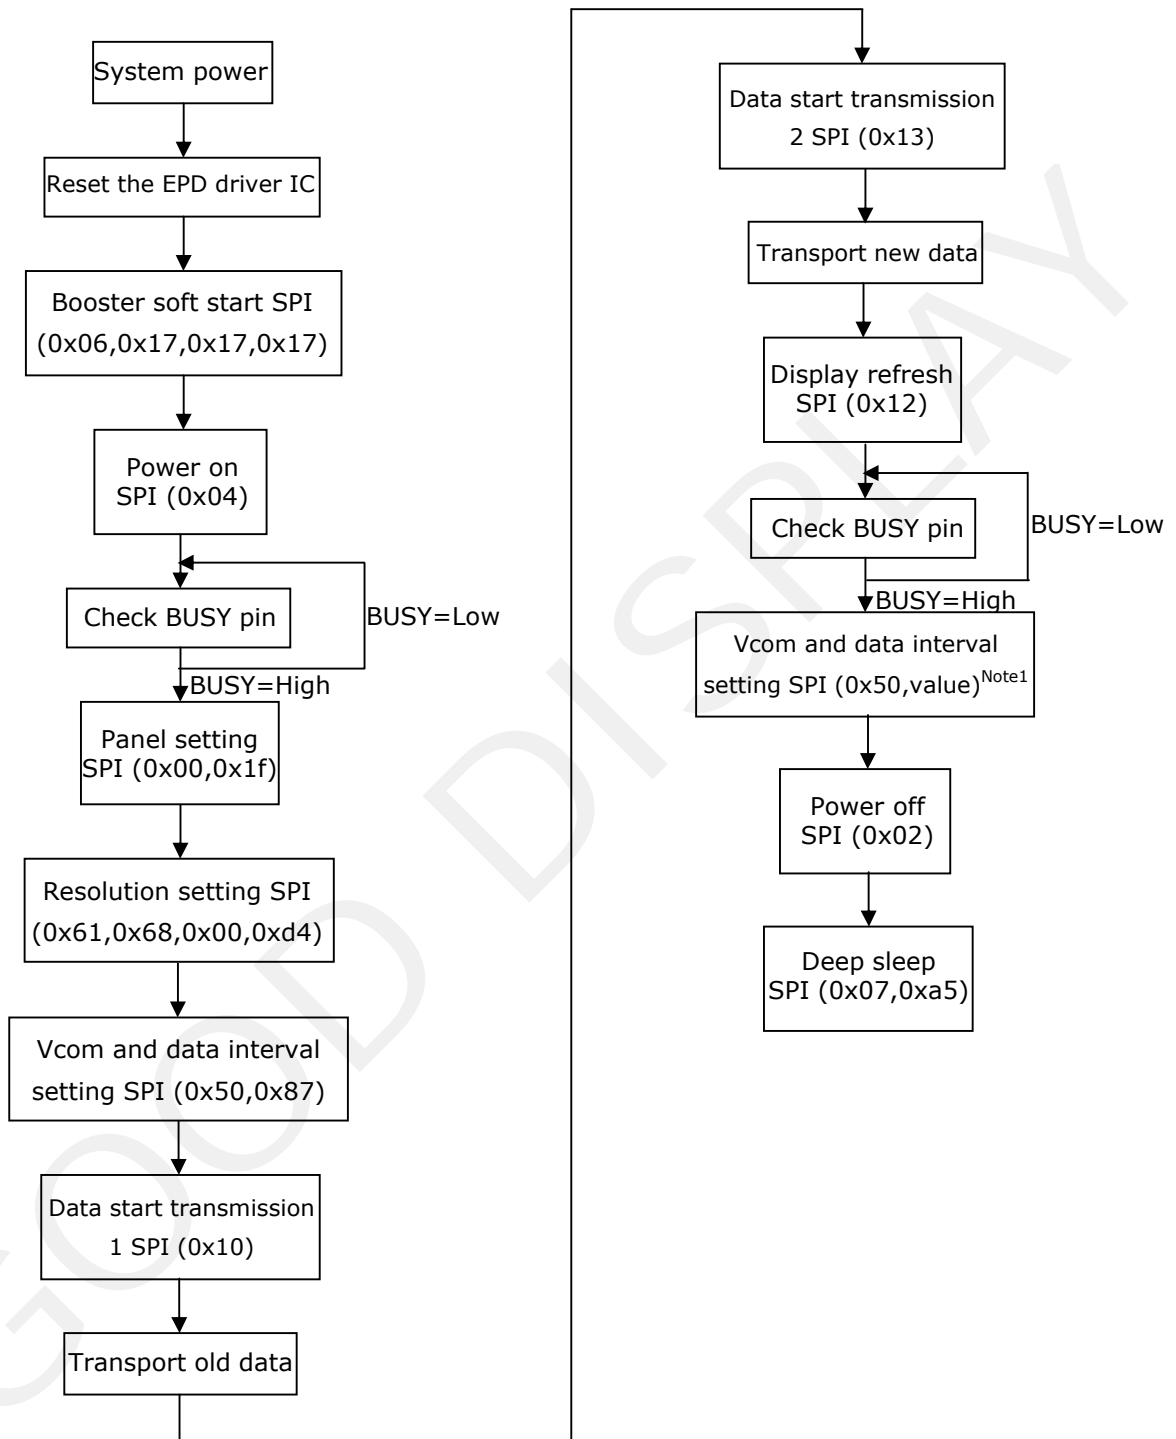 System power
Reset the EPD driver IC
Booster soft start SPI
(0x06,0x17,0x17,0x17)
Power on
SPI (0x04)
Check BUSY pin
BUSY=Low
BUSY=High
Panel setting
SPI (0x00,0x1f)
Resolution setting SPI
(0x61,0x68,0x00,0xd4)
Vcom and data interval
setting SPI (0x50,0x87)
Data start transmission
1 SPI (0x10)
Transport old data
Data start transmission
2 SPI (0x13)
Transport new data
Display refresh
SPI (0x12)
Check BUSY pin
BUSY=Low
BUSY=High
Vcom and data interval
setting SPI (0x50,value)Note1
Power off
SPI (0x02)
Deep sleep
SPI (0x07,0xa5)
GOOD DISPLAY